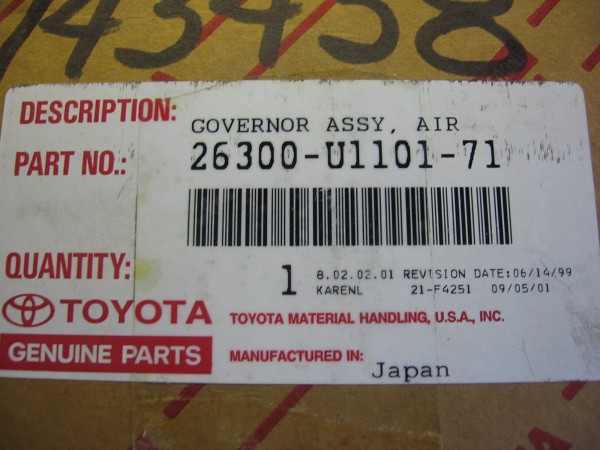 43458
DESCRIPTION:
GOVERNOR ASSY, AIR
PART NO.: 26300-U1101-71
QUANTITY: 1 8.02.02.01 REVISION DATE:06/14/99
KARENL 21-F4251 09/05/01
TOYOTA TOYOTA MATERIAL HANDLING, U.S.A., INC.
GENUINE PARTS MANUFACTURED IN: Japan